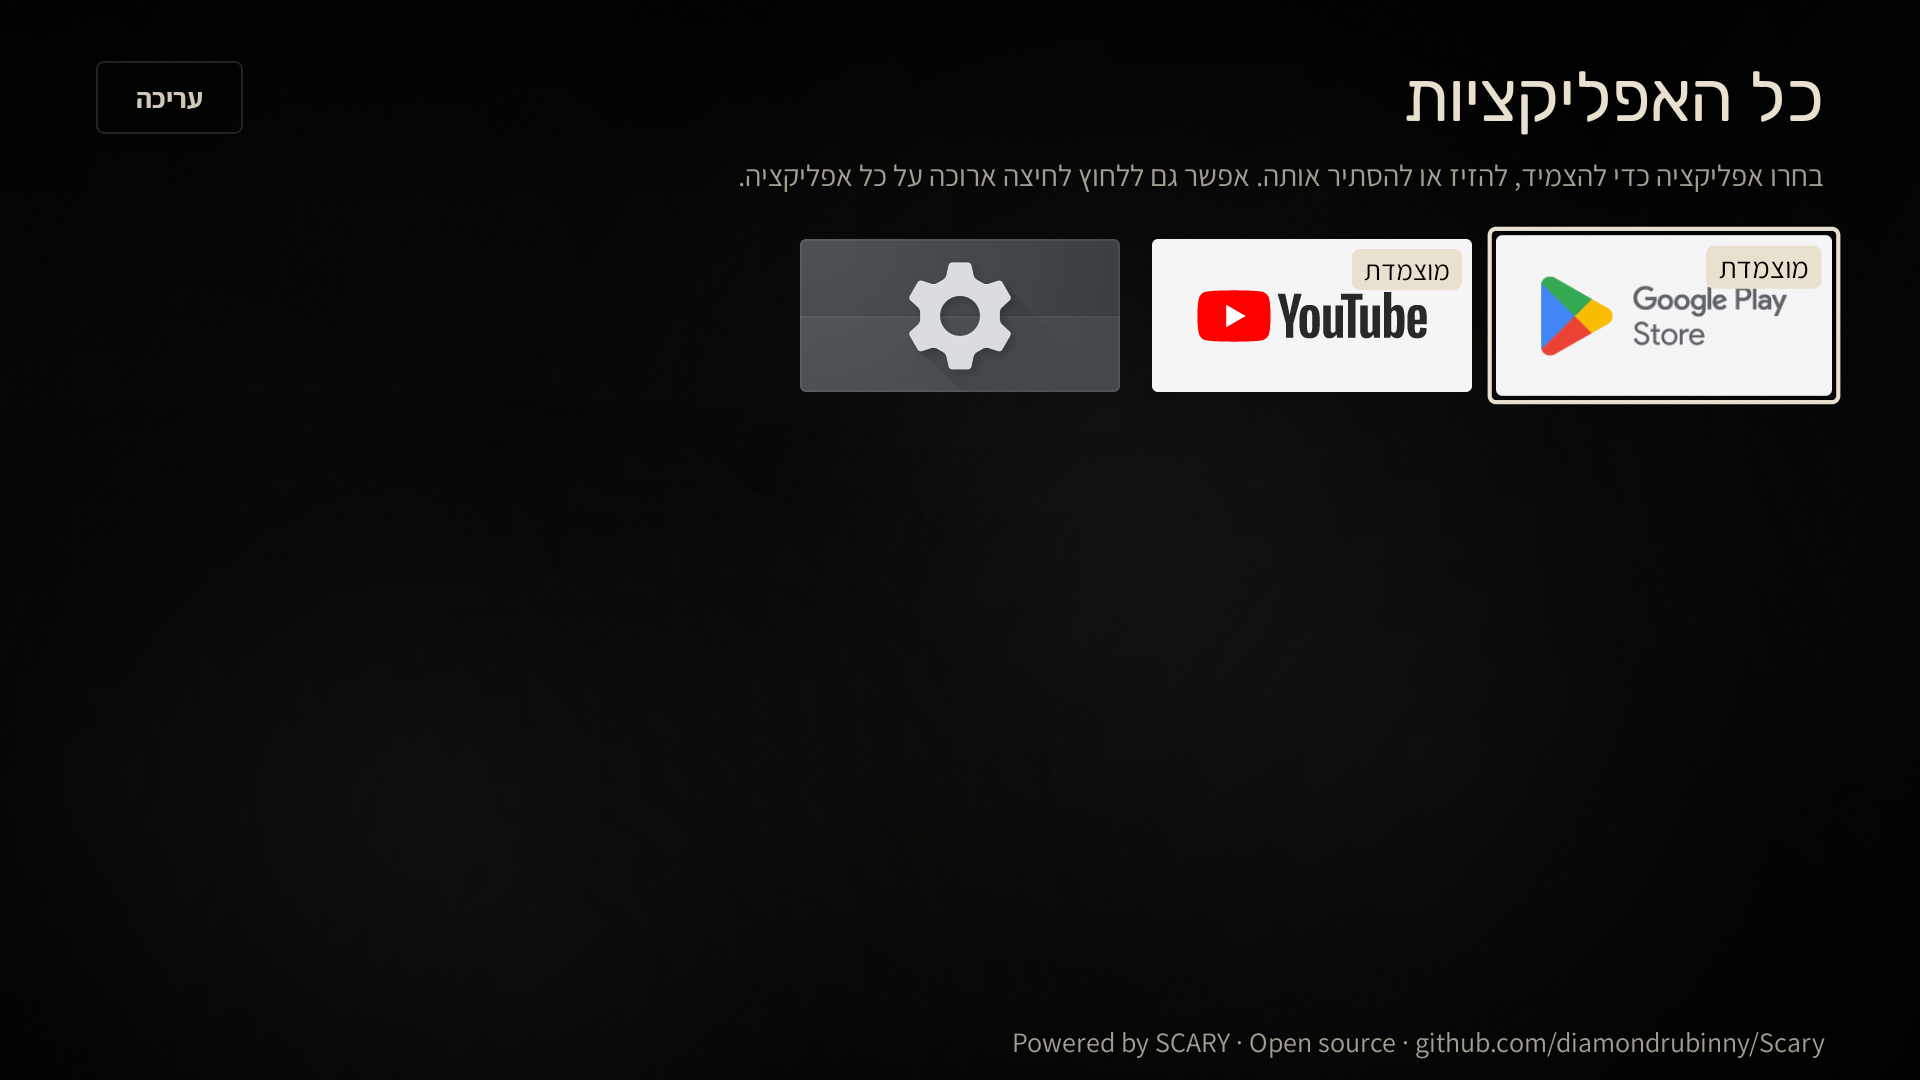 כל האפליקציות
עריכה
בחרו אפליקציה כדי להצמיד, להזיז או להסתיר אותה. אפשר גם ללחוץ לחיצה ארוכה על כל אפליקציה.
מוצמדת
Google Play
Store
מוצמדת
YouTube
Powered by SCARY · Open source · github.com/diamondrubinny/Scary